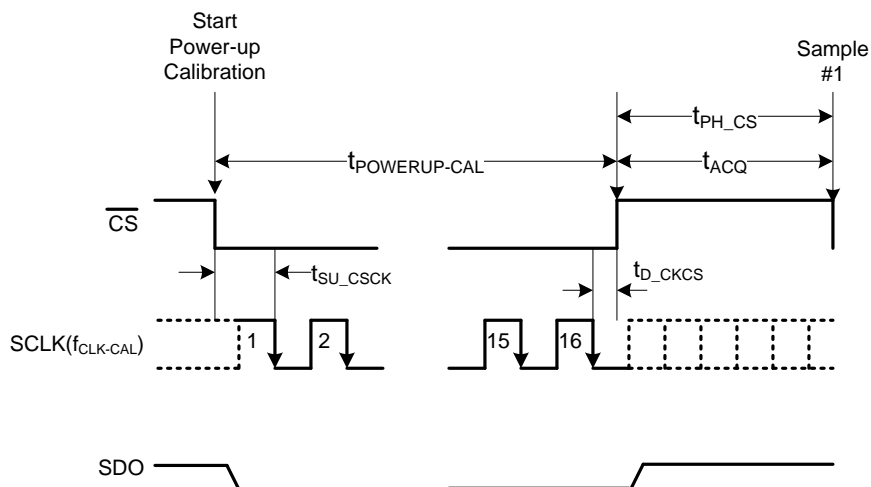 Start
Power-up
Calibration
Sample
#1
tPH_CS
tPOWERUP-CAL
tACQ
CS
tSU_CSCK
tD_CKCS
SCLK(fCLK-CAL)
1
2
15
16
SDO